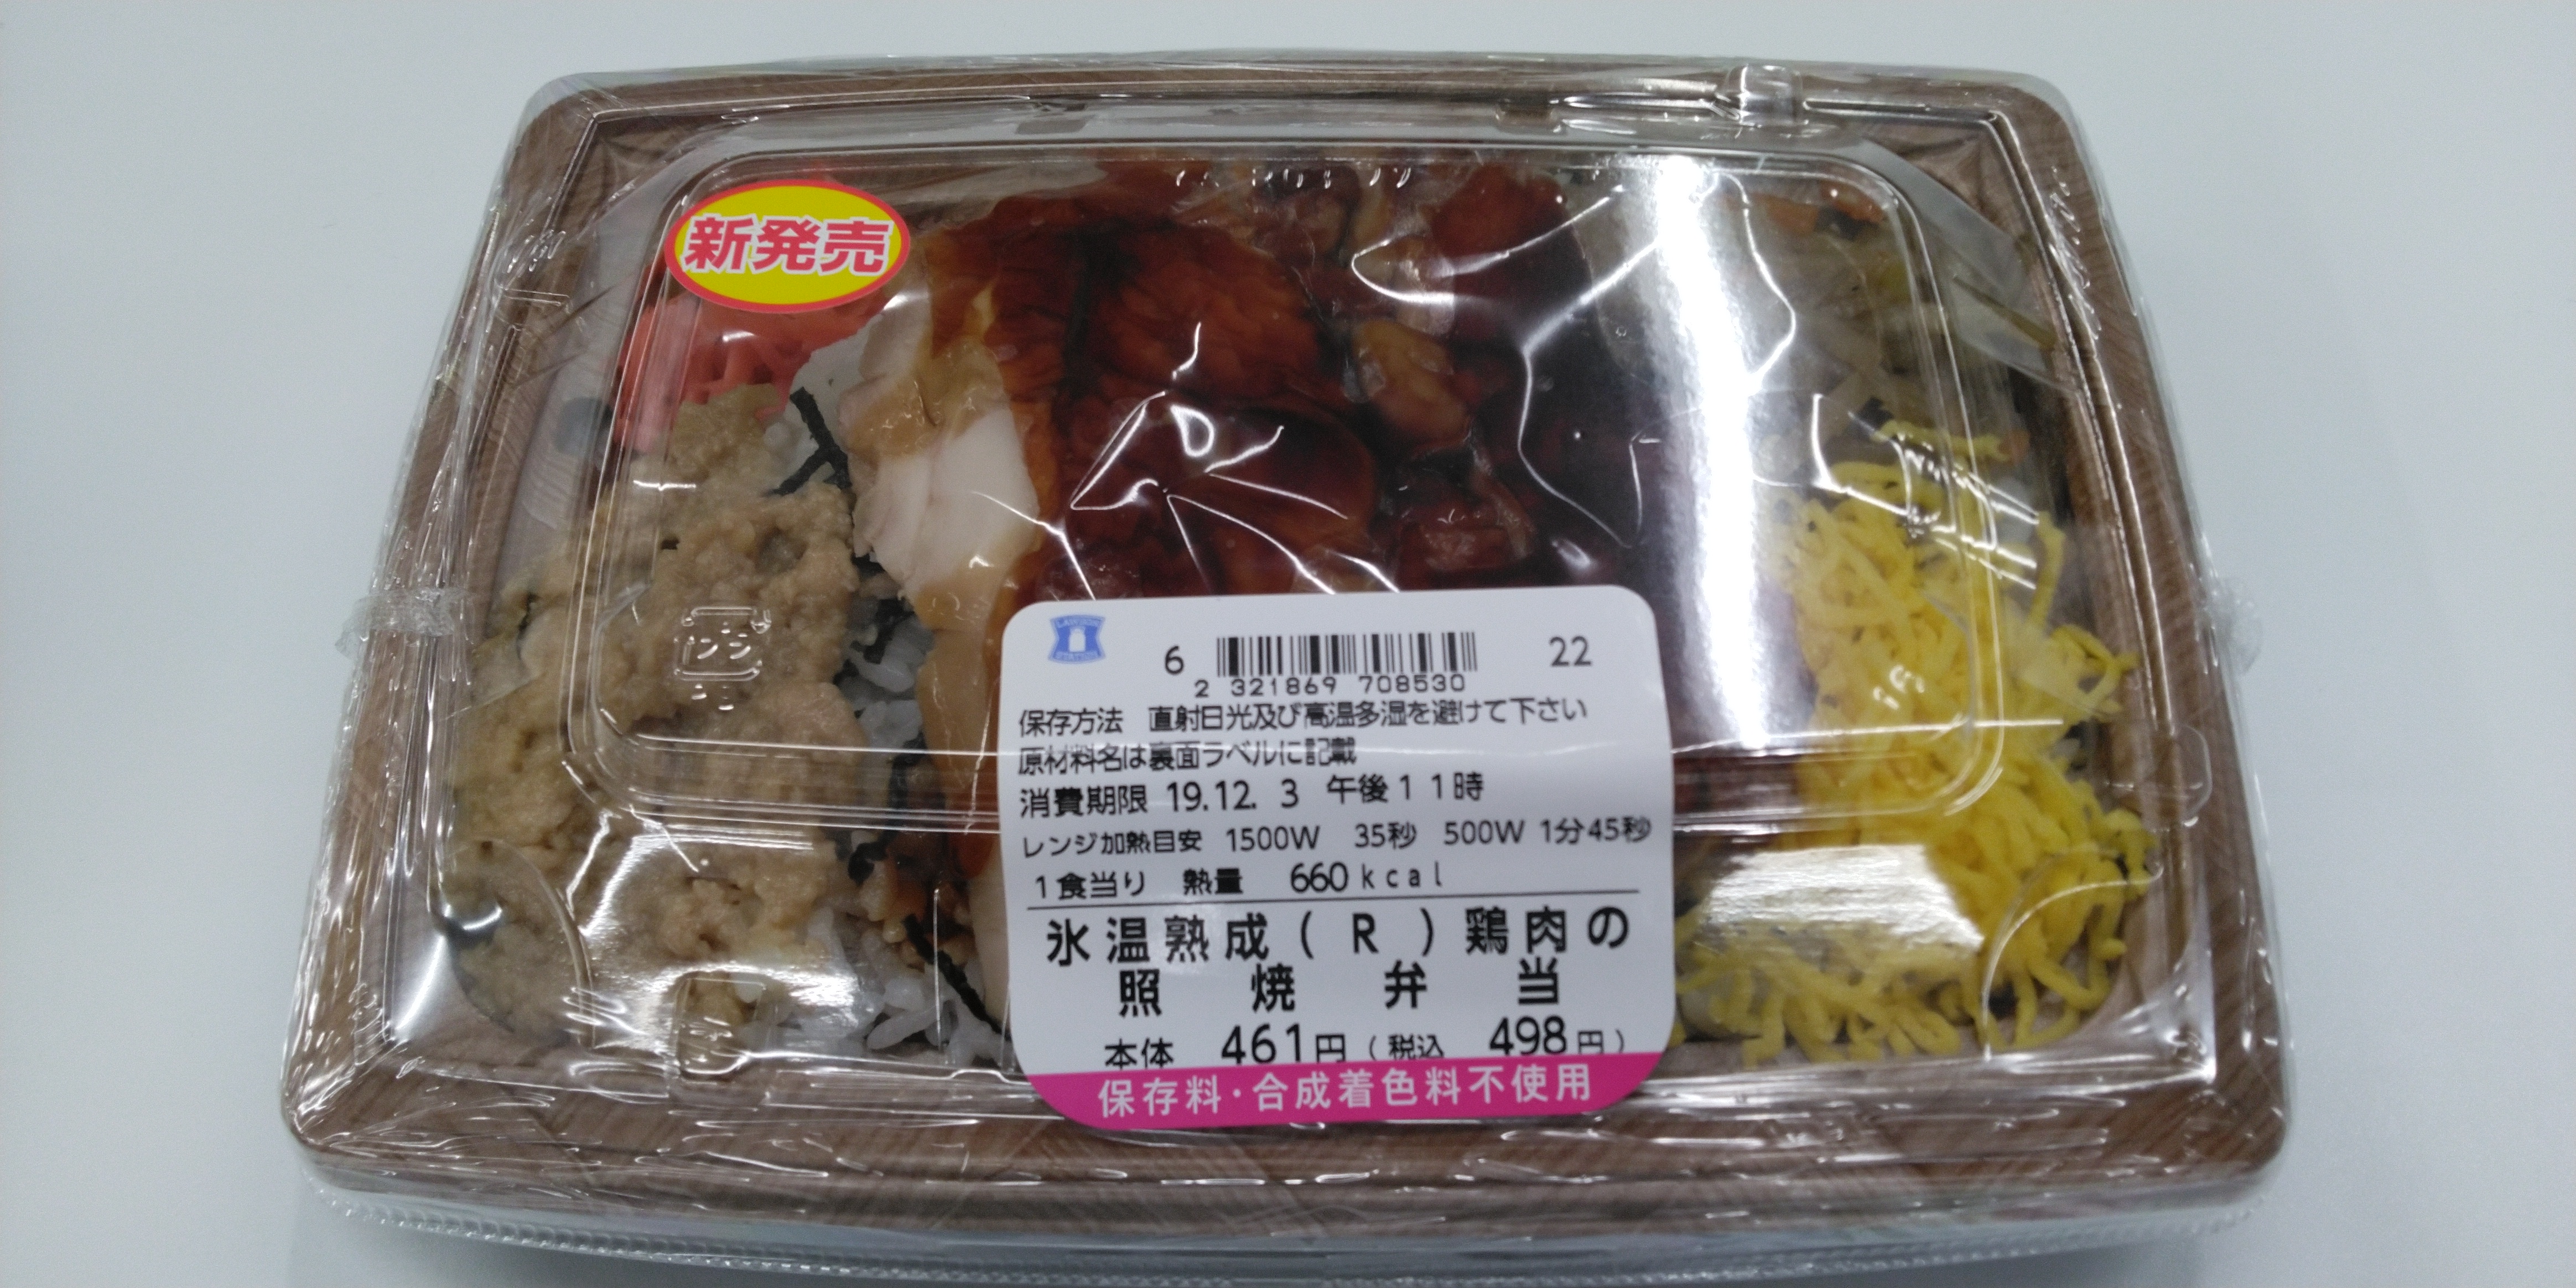 新発売
LAWSON
STATION
6 22
2 321869 708530
保存方法 直射日光及び高温多湿を避けて下さい
原材料名は裏面ラベルに記載
消費期限 19.12. 3 午後11時
レンジ加熱目安 1500W 35秒 500W 1分45秒
1食当り 熱量 660kcal
氷温熟成(R)鶏肉の
照焼弁当
本体 461円(税込 498円)
保存料・合成着色料不使用